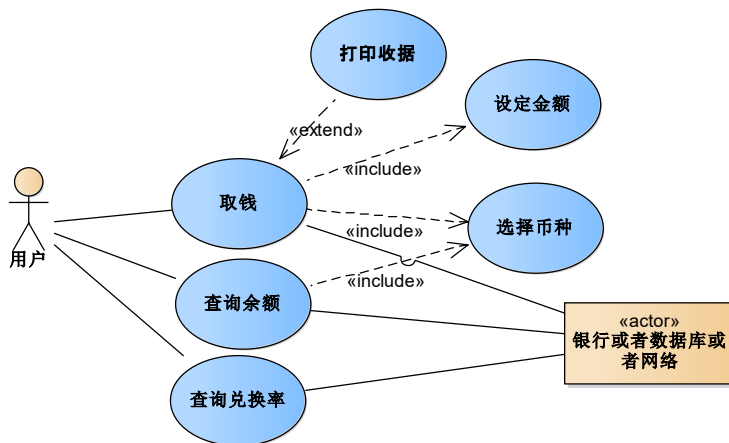 打印收据
设定金额
«extend»
«include»
取钱
选择币种
«include»
用户
«include»
查询余额
«actor»
银行或者数据库或
者网络
查询兑换率